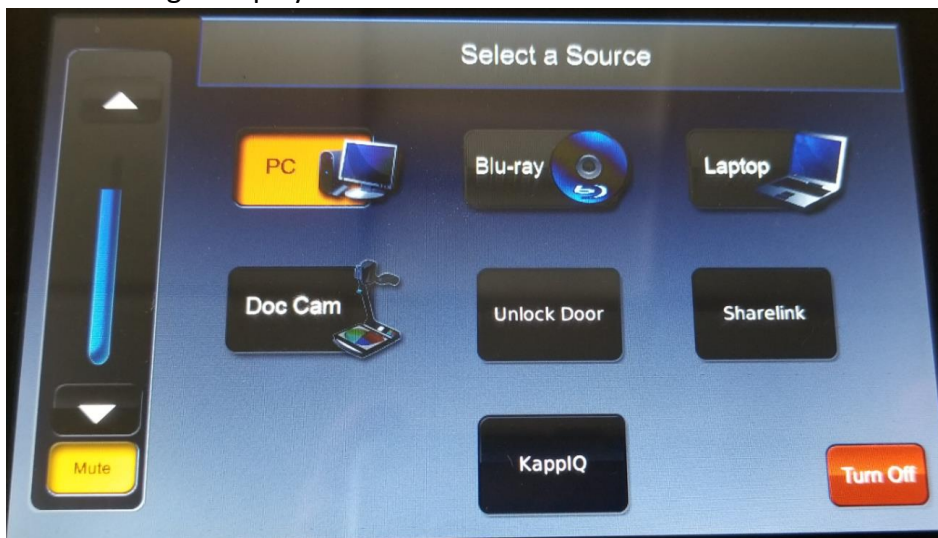 Select a Source
PC
Blu-ray
Laptop
Doc Cam
Unlock Door
Sharelink
KappIQ
Mute
Turn Off